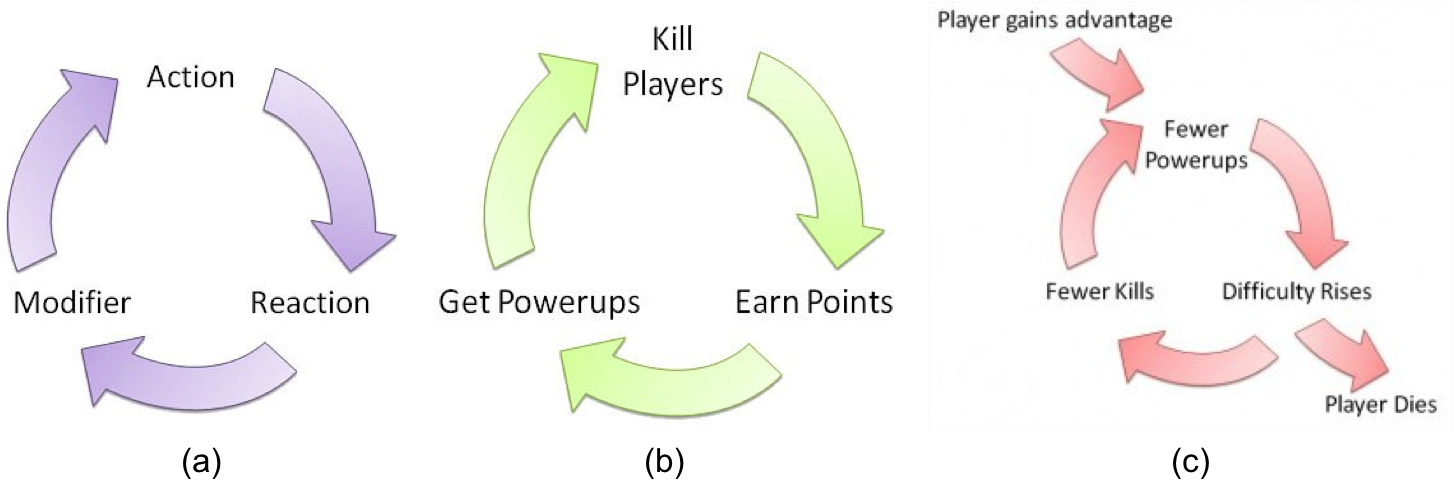 Action
Reaction
Modifier
(a)
Kill
Players
Earn Points
Get Powerups
(b)
Player gains advantage
Fewer
Powerups
Difficulty Rises
Fewer Kills
Player Dies
(c)